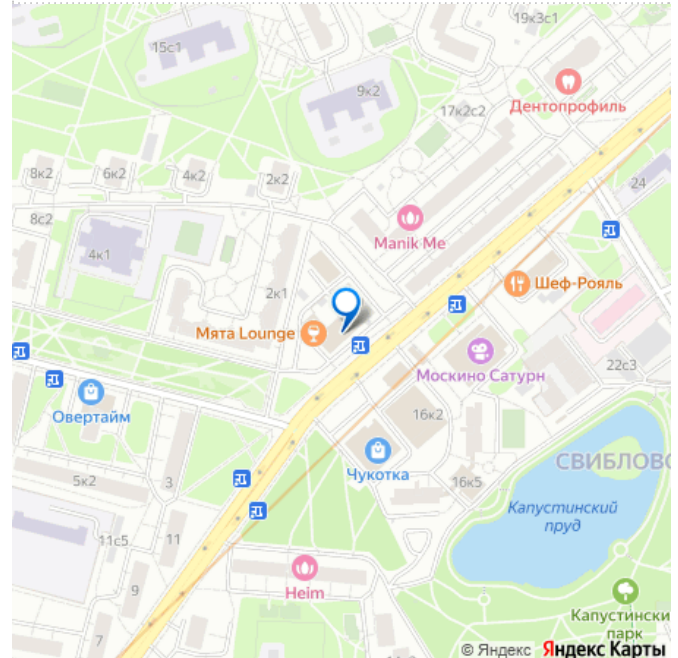 19к3с1
15с1
9к2
Дентопрофиль
17к2с2
8к2
6к2
4к2
2к2
24
8с2
Manik Me
4к1
2к1
Шеф-Рояль
Мята Lounge
Москино Сатурн
22с3
Овертайм
16к2
СВИБЛОВО
Чукотка
5к2
3
16к5
Капустинский
пруд
11с5
11
9
Heim
7
Капустински
парк
© Яндекс Яндекс Карты